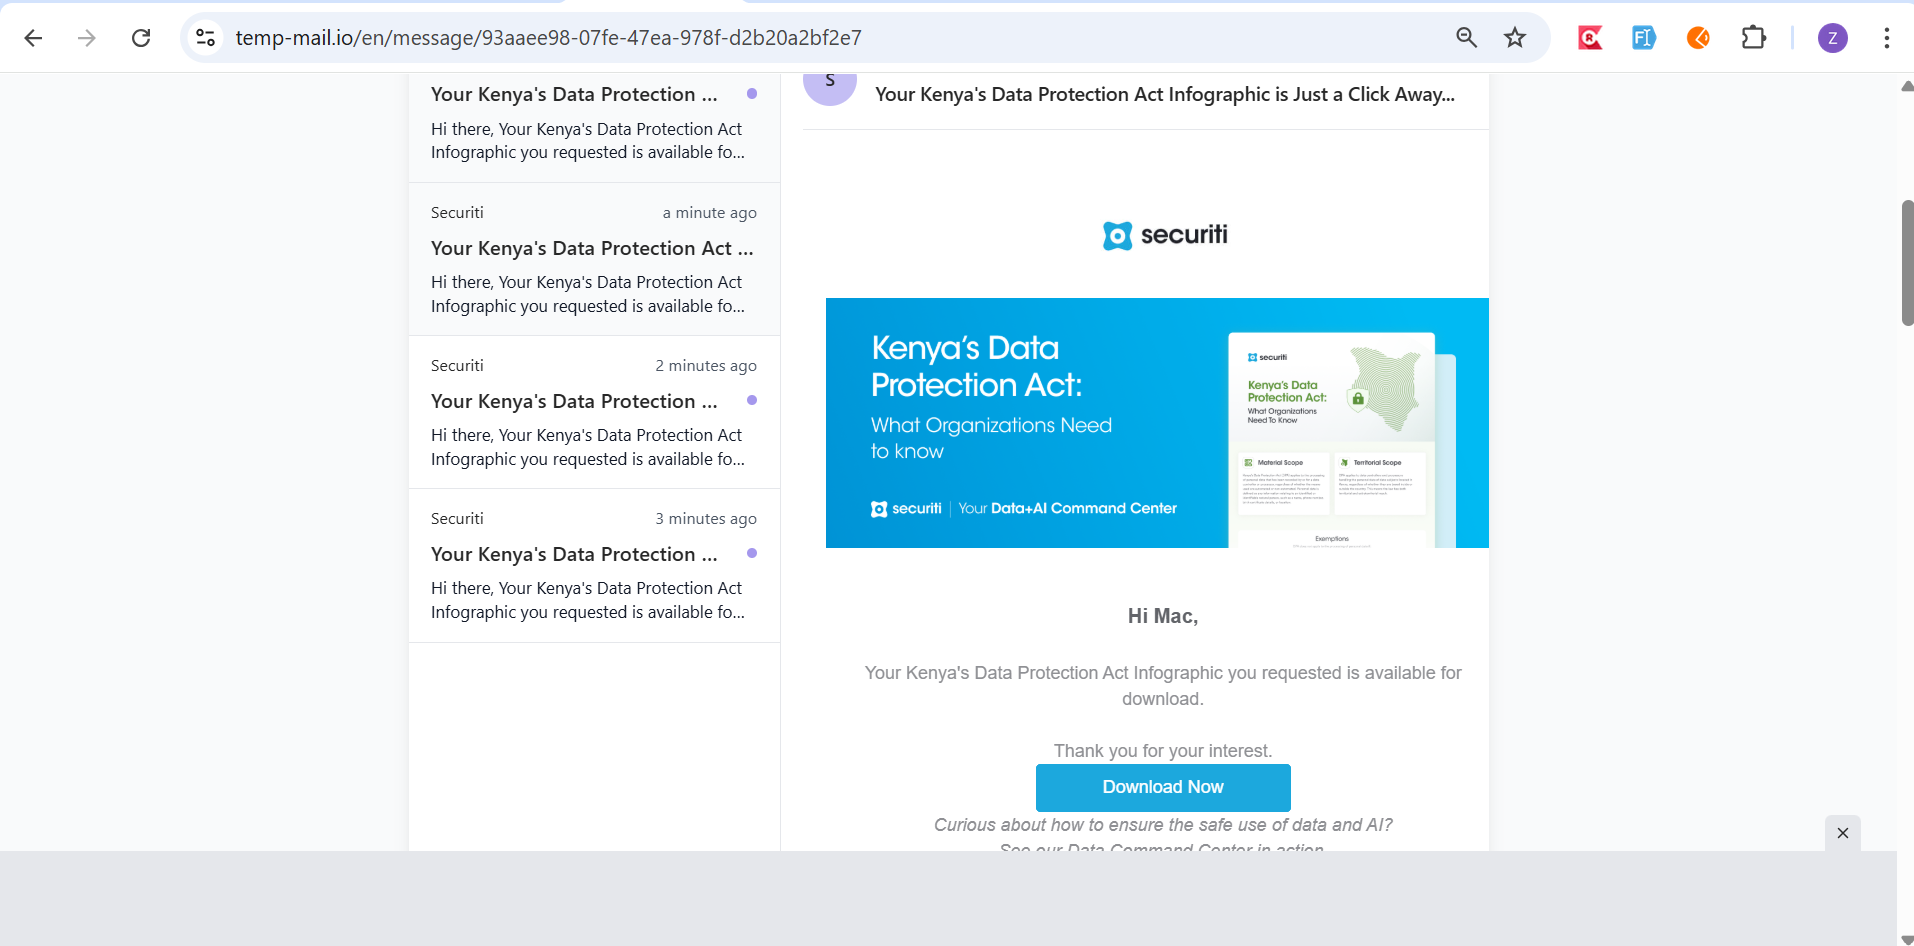 temp-mail.io/en/message/93aaee98-07fe-47ea-978f-d2b20a2bf2e7
Z
Your Kenya's Data Protection ...
Hi there, Your Kenya's Data Protection Act
Infographic you requested is available fo...
Securiti a minute ago
Your Kenya's Data Protection Act ...
Hi there, Your Kenya's Data Protection Act
Infographic you requested is available fo...
Securiti 2 minutes ago
Your Kenya's Data Protection ...
Hi there, Your Kenya's Data Protection Act
Infographic you requested is available fo...
Securiti 3 minutes ago
Your Kenya's Data Protection ...
Hi there, Your Kenya's Data Protection Act
Infographic you requested is available fo...
S
Your Kenya's Data Protection Act Infographic is Just a Click Away...
securiti
Kenya's Data
Protection Act:
What Organizations Need
to know
securiti | Your Data+AI Command Center
securiti
Kenya's Data
Protection Act:
What Organizations
Need To Know
Material Scope
Territorial Scope
Exemptions
Hi Mac,
Your Kenya's Data Protection Act Infographic you requested is available for
download.
Thank you for your interest.
Download Now
Curious about how to ensure the safe use of data and AI?
See our Data Command Center in action